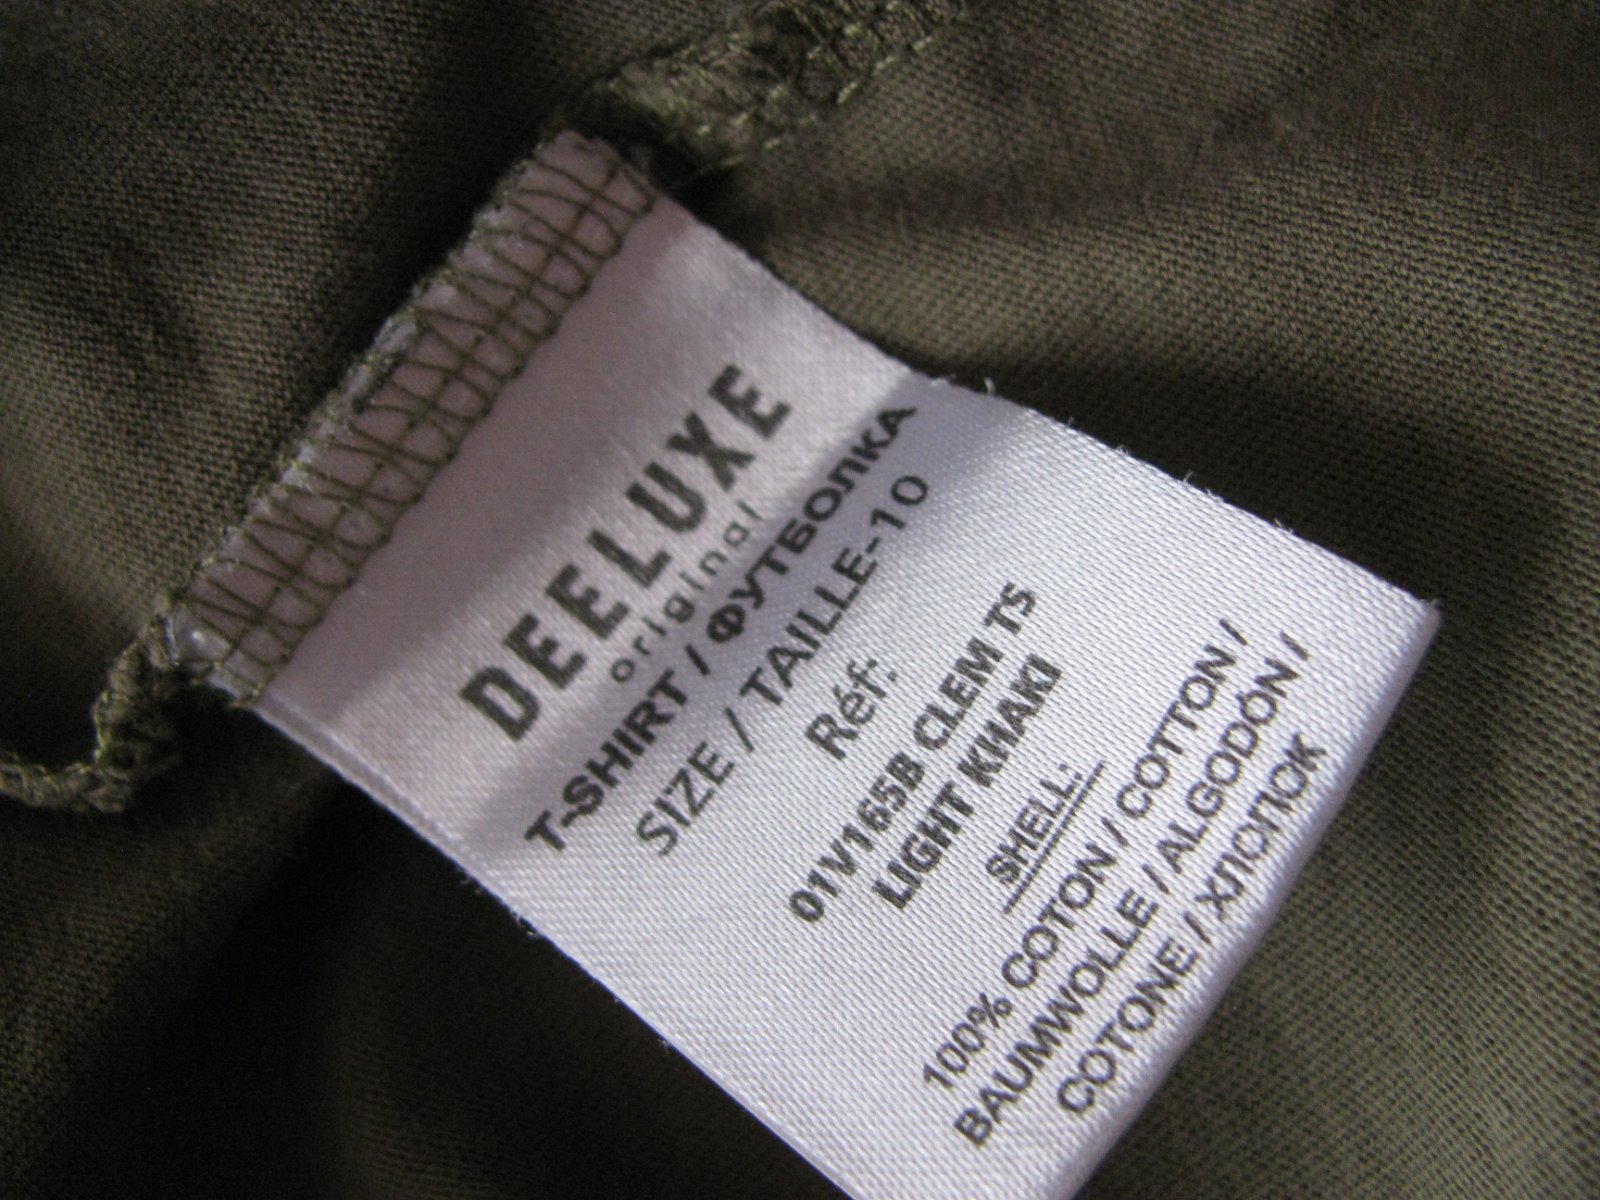 DEELUXE
original
T-SHIRT / ФУТБОЛКА
SIZE / TAILLE-10
Réf:
01V165B CLEM TS
LIGHT KHAKI
SHELL:
100% COTON / COTTON /
BAUMWOLLE / ALGODÓN /
COTONE / ХЛОПОК